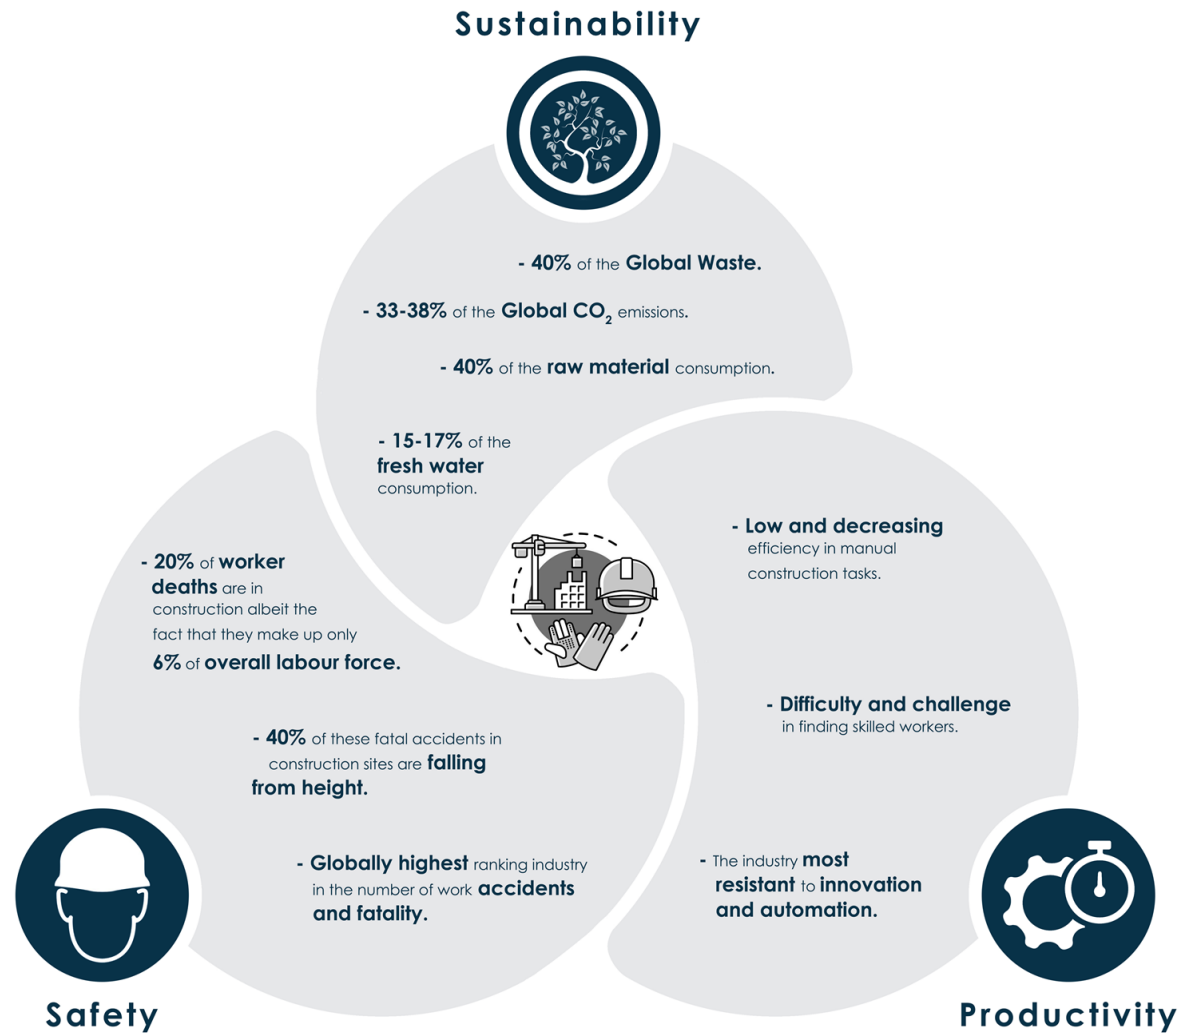 Sustainability
- 40% of the Global Waste.
- 33-38% of the Global CO₂ emissions.
- 40% of the raw material consumption.
- 15-17% of the
fresh water
consumption.
- 20% of worker
deaths are in
construction albeit the
fact that they make up only
6% of overall labour force.
- 40% of these fatal accidents in
construction sites are falling
from height.
- Globally highest ranking industry
in the number of work accidents
and fatality.
Safety
- Low and decreasing
efficiency in manual
construction tasks.
- Difficulty and challenge
in finding skilled workers.
- The industry most
resistant to innovation
and automation.
Productivity